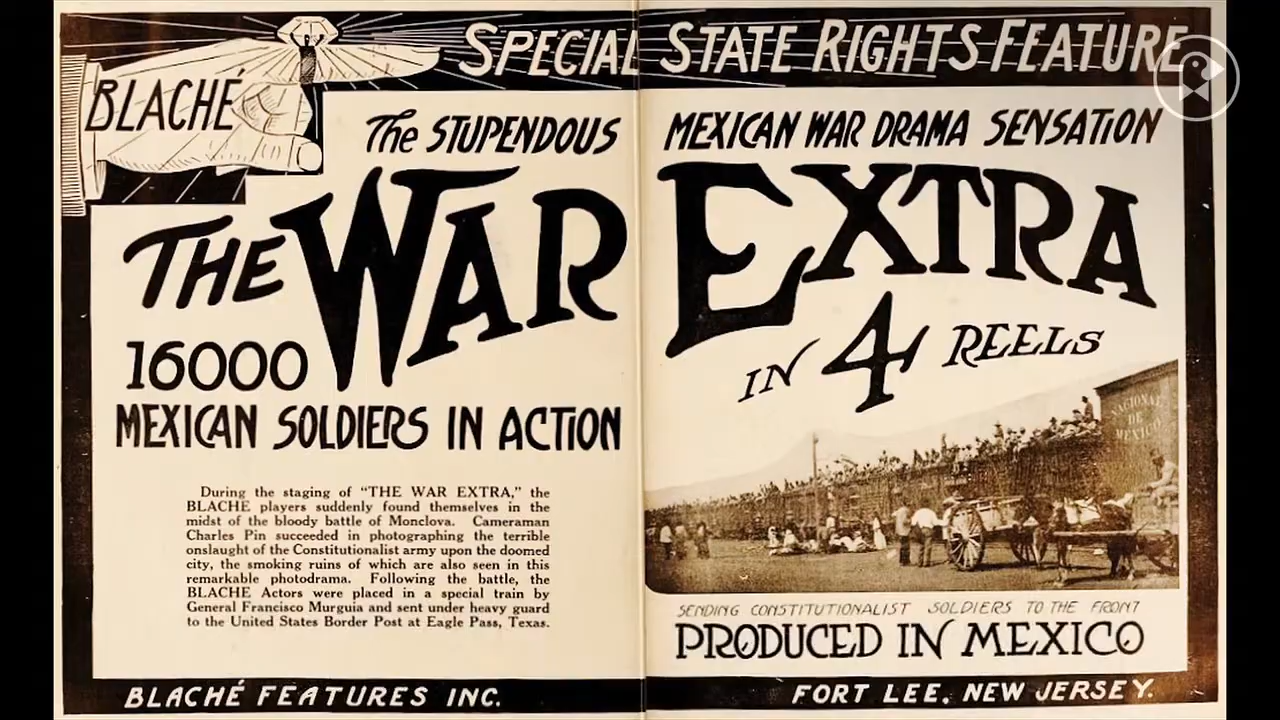 SPECIAL STATE RIGHTS FEATURE
BLACHÉ
The STUPENDOUS MEXICAN WAR DRAMA SENSATION
THE WAR EXTRA
IN 4 REELS
16000
MEXICAN SOLDIERS IN ACTION
During the staging of “THE WAR EXTRA,” the
BLACHE players suddenly found themselves in the
midst of the bloody battle of Monclova. Cameraman
Charles Pin succeeded in photographing the terrible
onslaught of the Constitutionalist army upon the doomed
city, the smoking ruins of which are also seen in this
remarkable photodrama. Following the battle, the
BLACHE Actors were placed in a special train by
General Francisco Murguia and sent under heavy guard
to the United States Border Post at Eagle Pass, Texas.
NACIONAL
DE
MEXICO
SENDING CONSTITUTIONALIST SOLDIERS TO THE FRONT
PRODUCED IN MEXICO
BLACHÉ FEATURES INC. FORT LEE, NEW JERSEY.